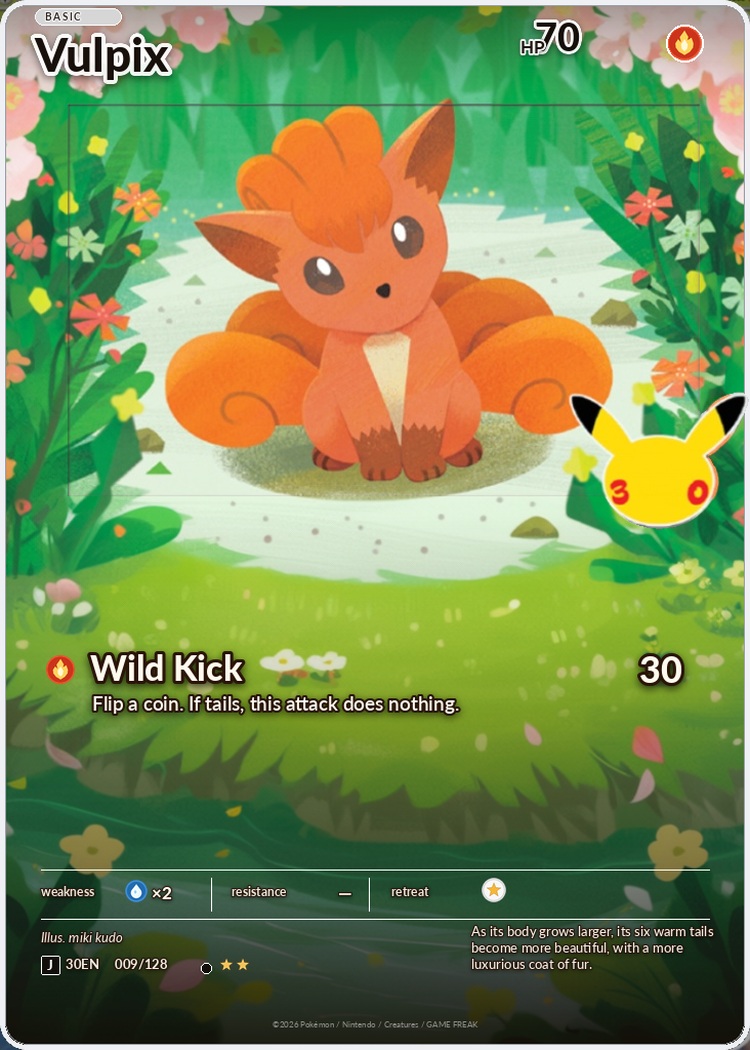 BASIC
Vulpix
HP70
Wild Kick 30
Flip a coin. If tails, this attack does nothing.
weakness ×2 resistance — retreat
Illus. miki kudo
J 30EN 009/128
As its body grows larger, its six warm tails
become more beautiful, with a more
luxurious coat of fur.
30
©2026 Pokémon / Nintendo / Creatures / GAME FREAK